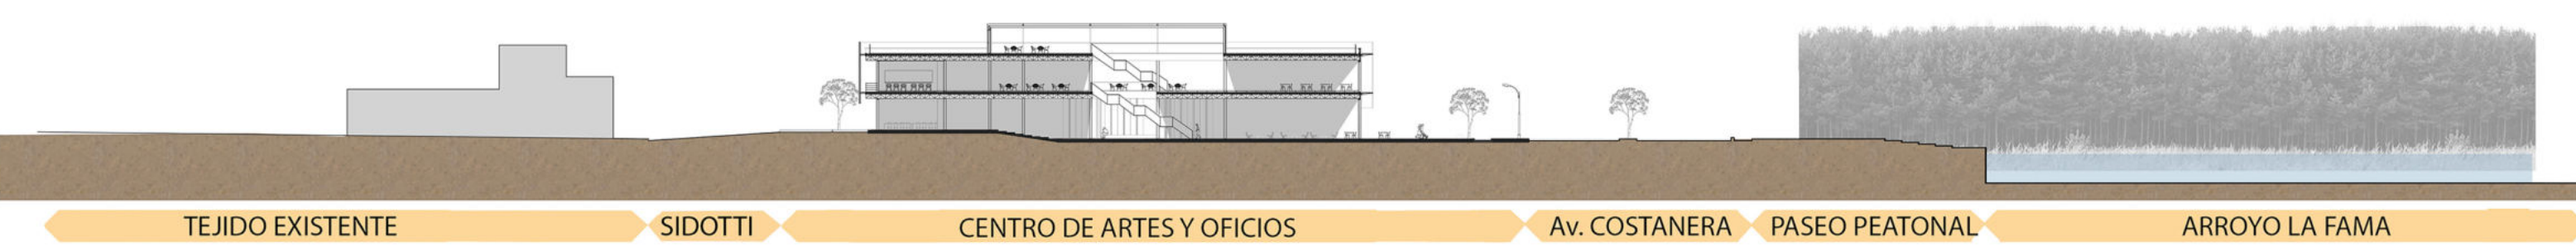 TEJIDO EXISTENTE
SIDOTTI
CENTRO DE ARTES Y OFICIOS
Av. COSTANERA
PASEO PEATONAL
ARROYO LA FAMA